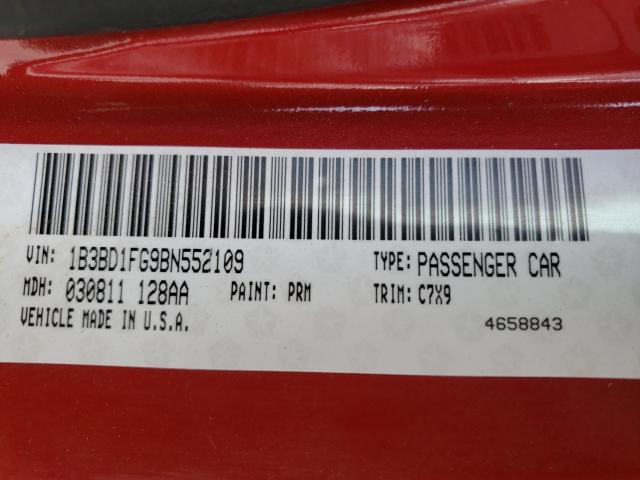 VIN: 1B3BD1FG9BN552109 TYPE: PASSENGER CAR
MDH: 030811 128AA PAINT: PRM TRIM: C7X9
VEHICLE MADE IN U.S.A. 4658843